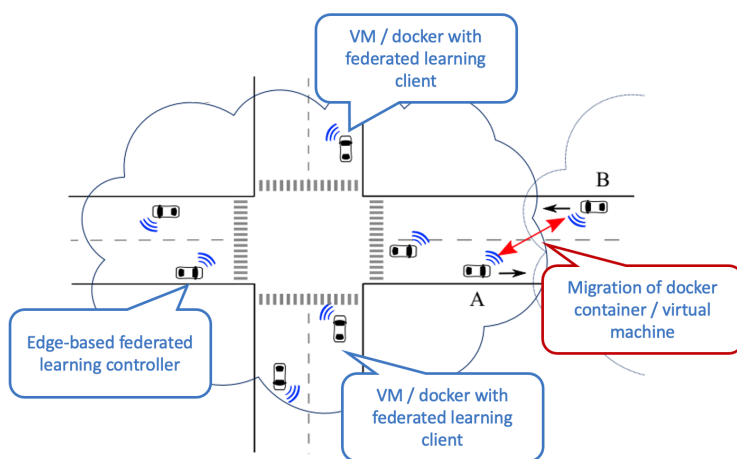 VM / docker with
federated learning
client
B
A
Migration of docker
container / virtual
machine
Edge-based federated
learning controller
VM / docker with
federated learning
client